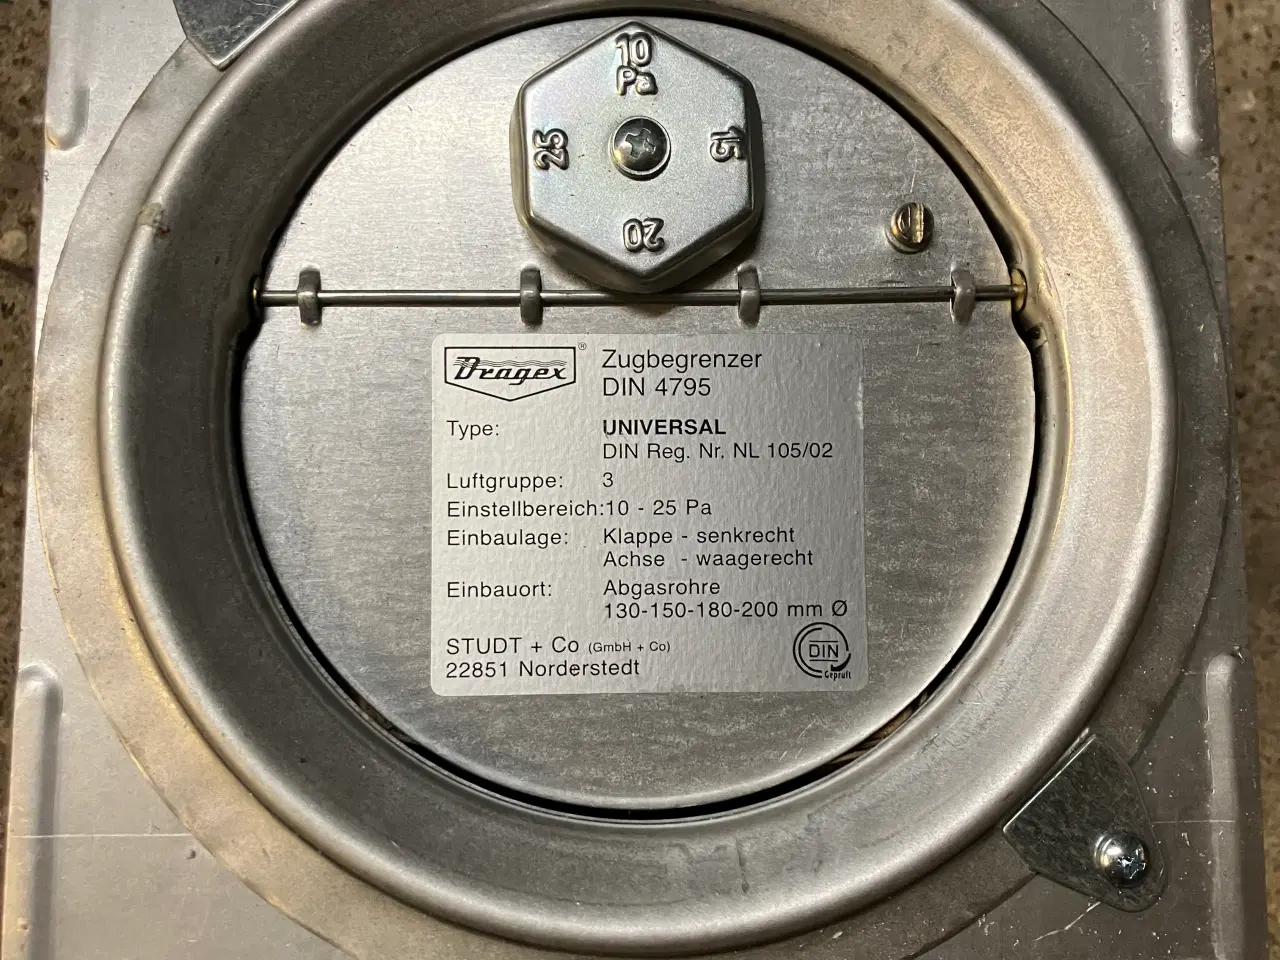 10
Pa
25
15
20
Dragex ®
Zugbegrenzer
DIN 4795
Type: UNIVERSAL
DIN Reg. Nr. NL 105/02
Luftgruppe: 3
Einstellbereich:10 - 25 Pa
Einbaulage: Klappe - senkrecht
Achse - waagerecht
Einbauort: Abgasrohre
130-150-180-200 mm Ø
STUDT + Co (GmbH + Co)
22851 Norderstedt
DIN
Geprüft